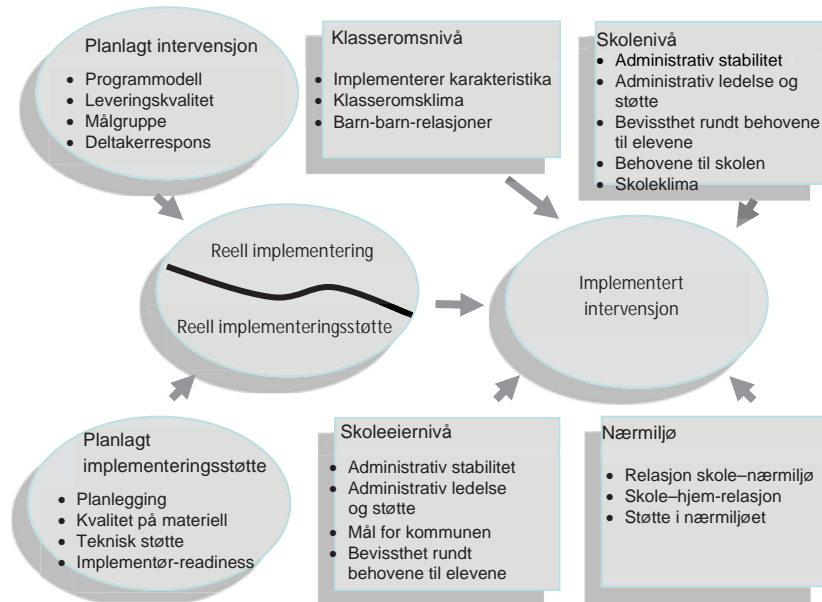 Planlagt intervensjon
• Programmodell
• Leveringskvalitet
• Målgruppe
• Deltakerrespons
Klasseromsnivå
• Implementerer karakteristika
• Klasseromsklima
• Barn-barn-relasjoner
Skolenivå
• Administrativ stabilitet
• Administrativ ledelse og
støtte
• Bevissthet rundt behovene
til elevene
• Behovene til skolen
• Skoleklima
Reell implementering
Reell implementeringsstøtte
Implementert
intervensjon
Planlagt
implementeringsstøtte
• Planlegging
• Kvalitet på materiell
• Teknisk støtte
• Implementør-readiness
Skoleeiernivå
• Administrativ stabilitet
• Administrativ ledelse
og støtte
• Mål for kommunen
• Bevissthet rundt
behovene til elevene
Nærmiljø
• Relasjon skole–nærmiljø
• Skole–hjem-relasjon
• Støtte i nærmiljøet